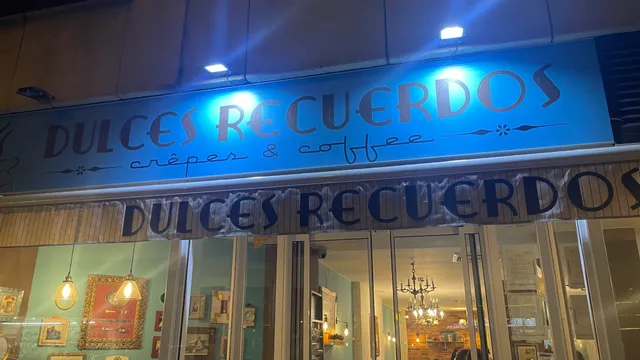 DULCES RECUERDOS
crêpes & coffee
DULCES RECUERDOS